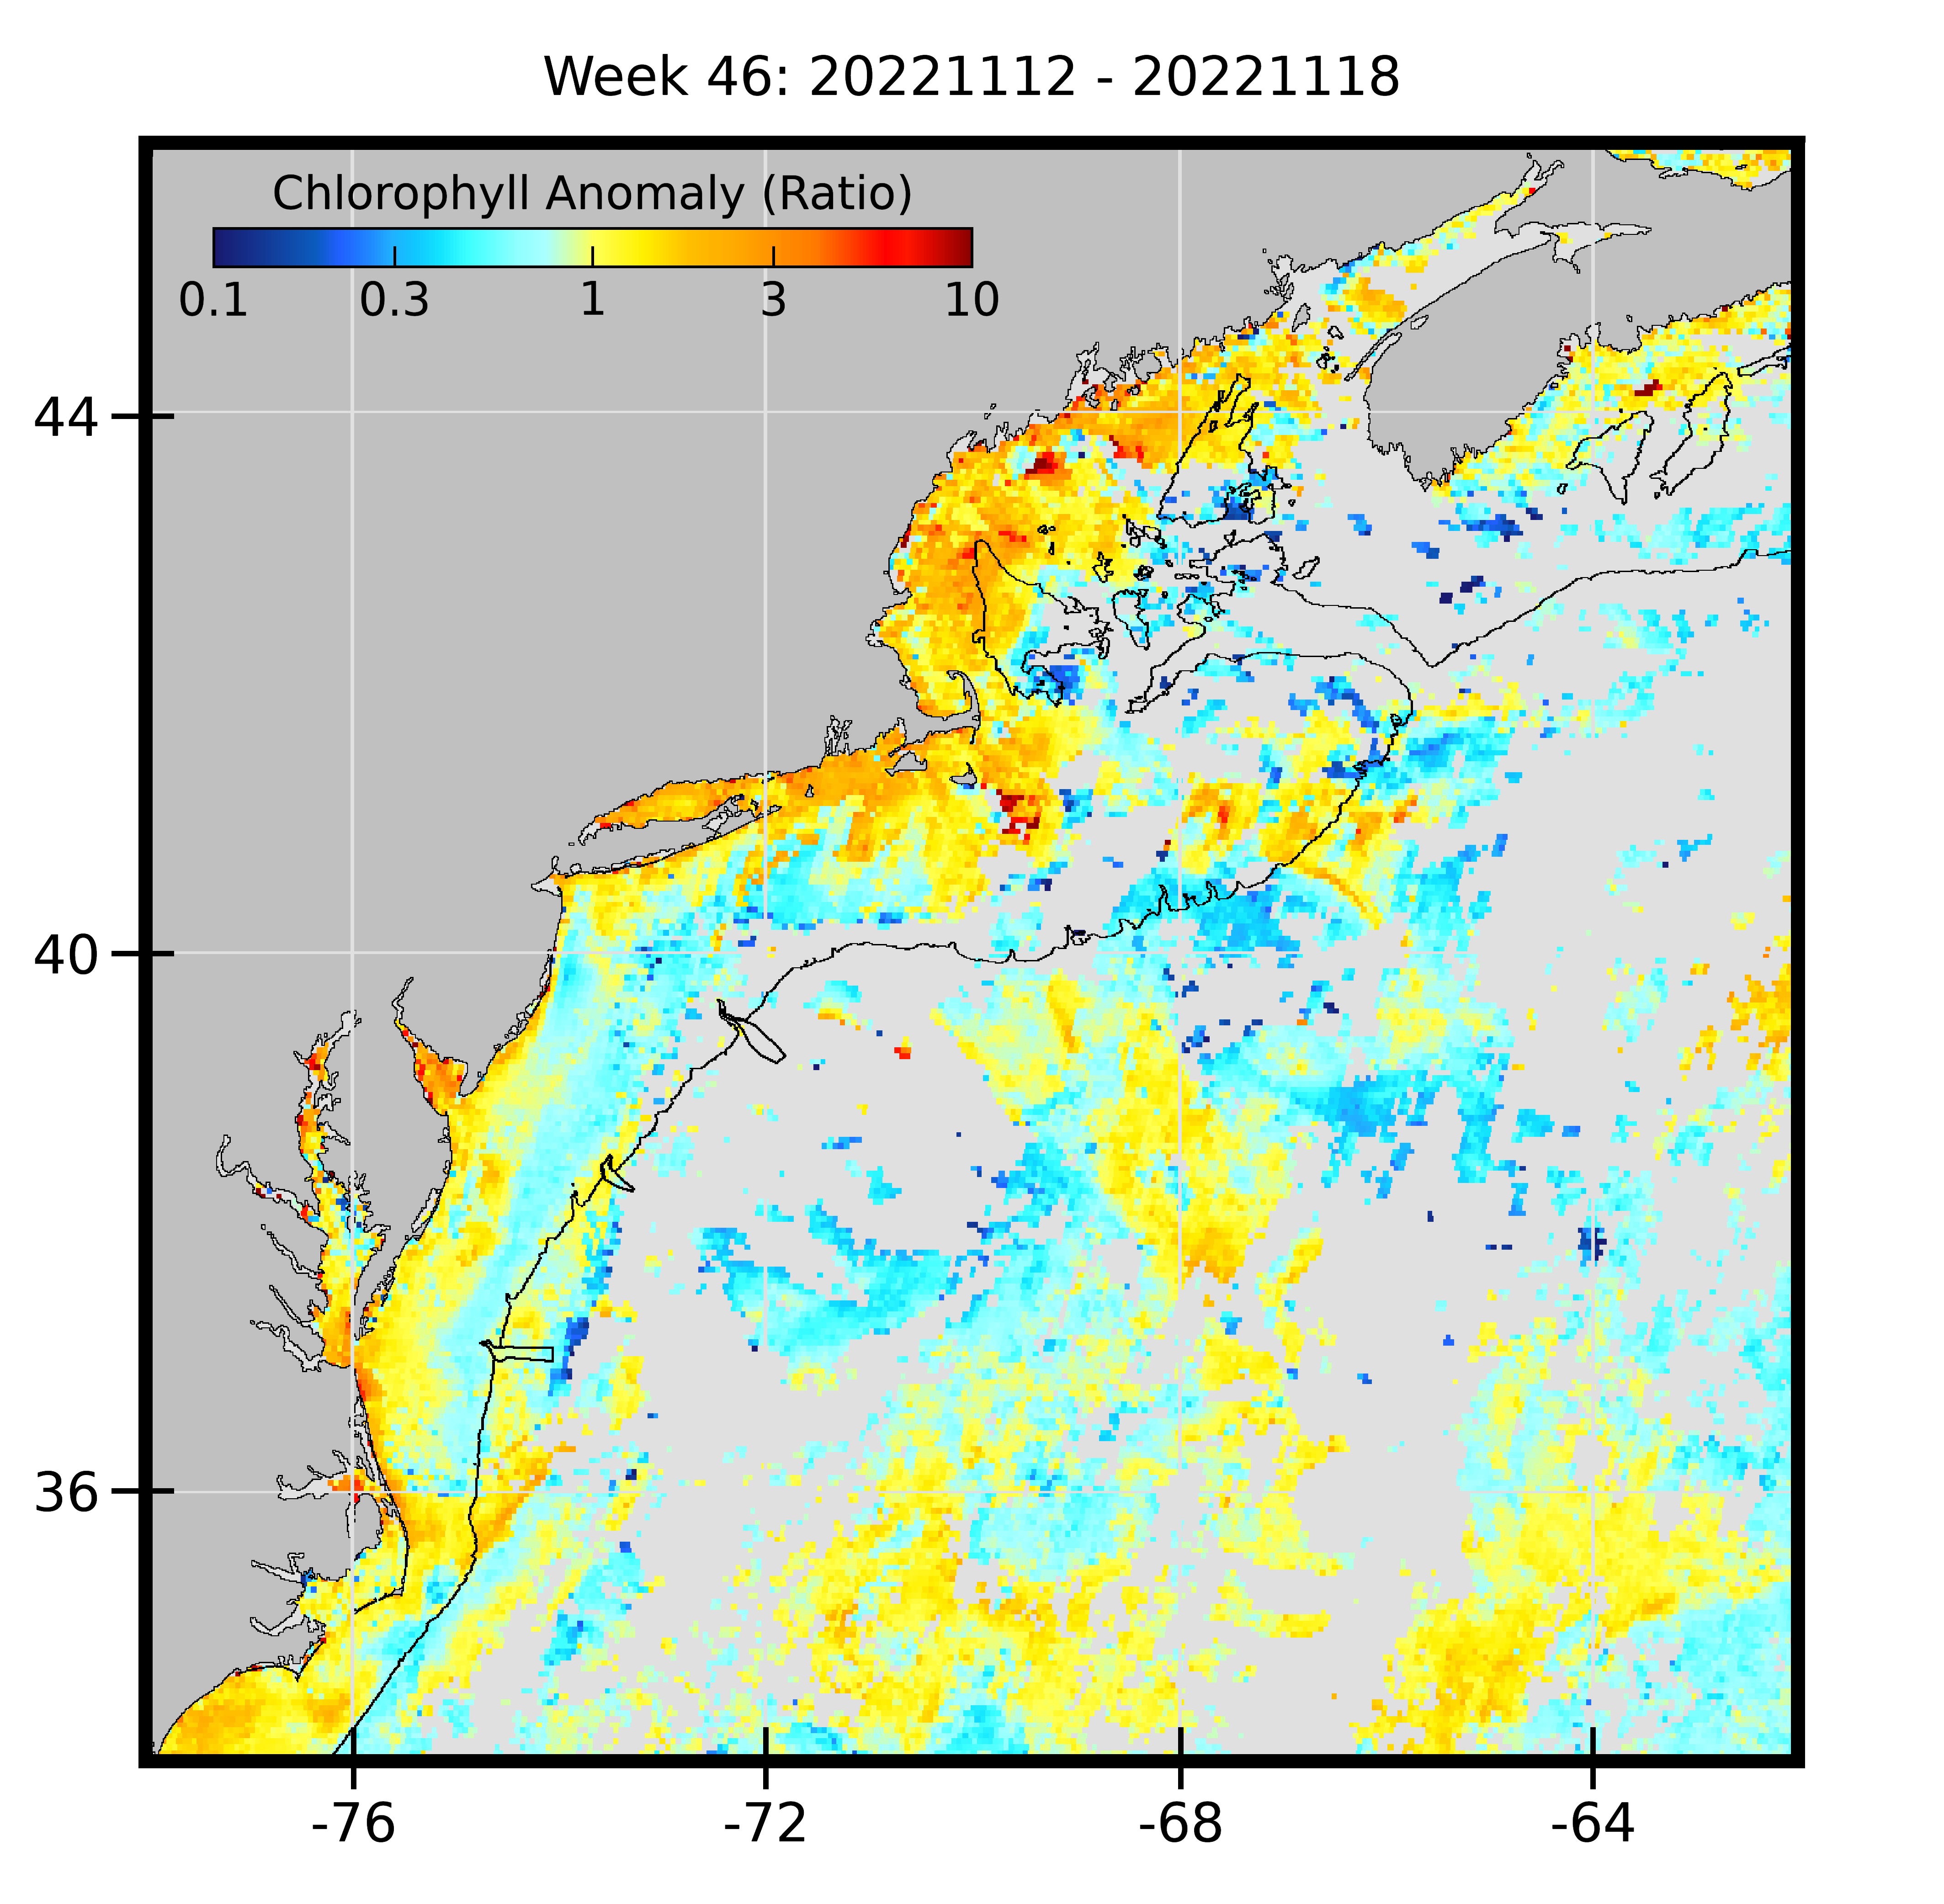 Week 46: 20221112 - 20221118
Chlorophyll Anomaly (Ratio)
0.1 0.3 1 3 10
44
40
36
-76 -72 -68 -64